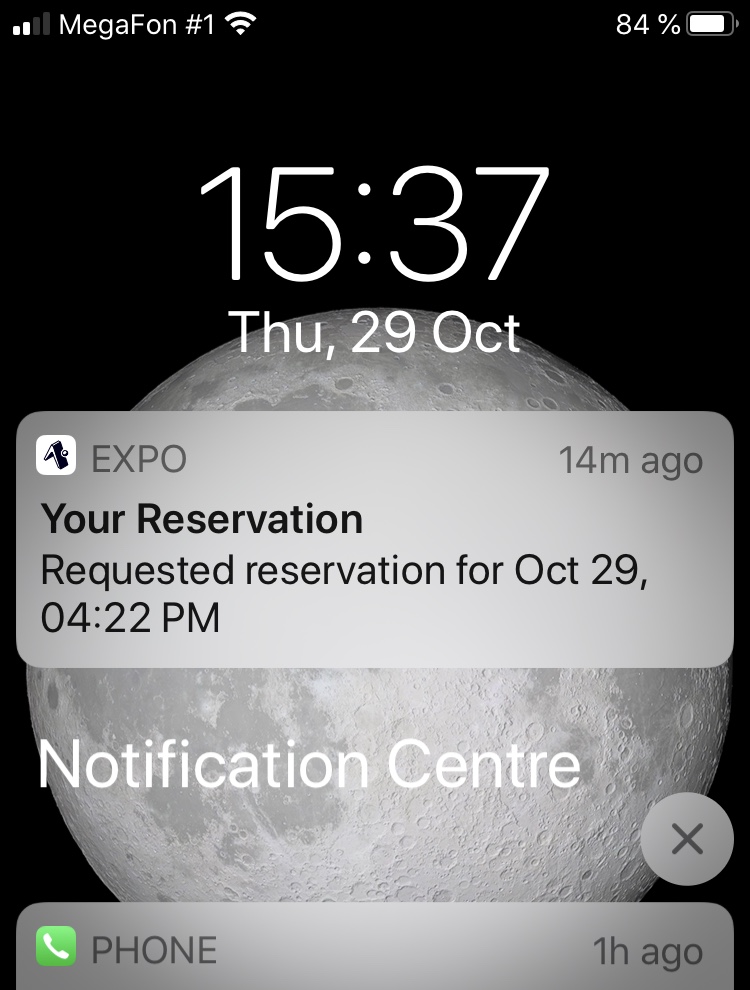 MegaFon #1 84 %
15:37
Thu, 29 Oct
EXPO 14m ago
Your Reservation
Requested reservation for Oct 29,
04:22 PM
Notification Centre
PHONE 1h ago